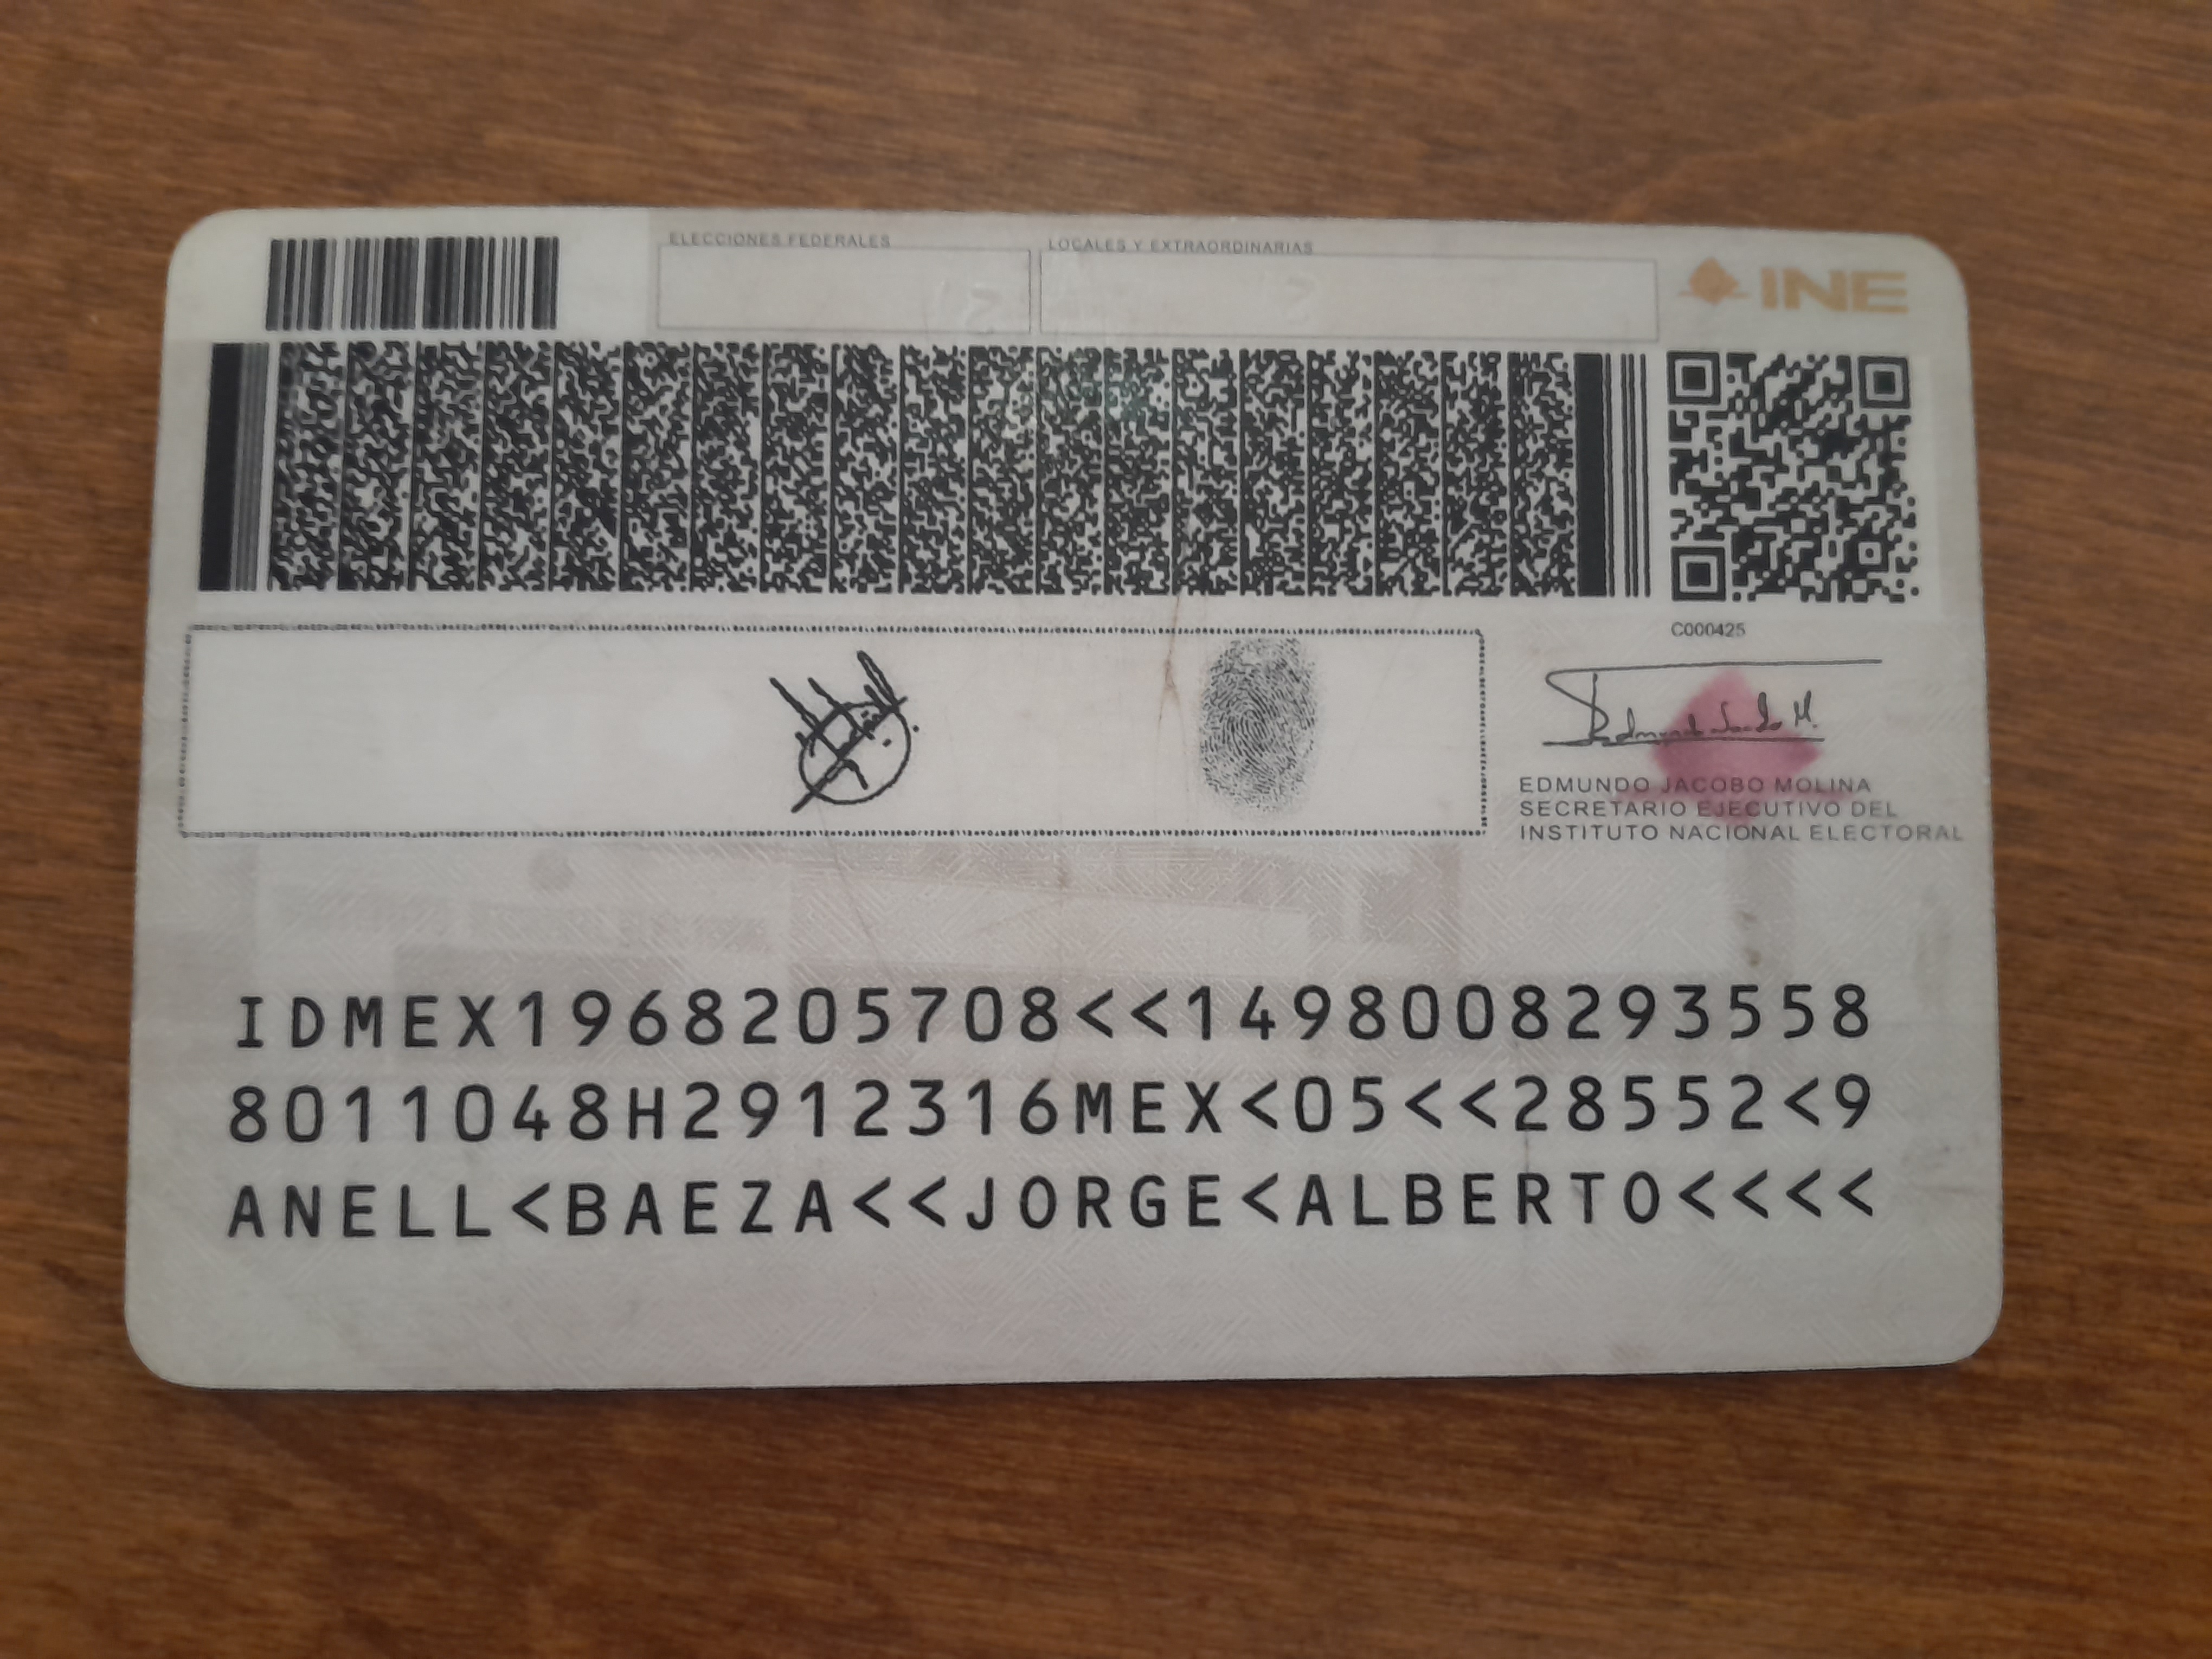 ELECCIONES FEDERALES
LOCALES Y EXTRAORDINARIAS
INE
C000425
EDMUNDO JACOBO MOLINA
SECRETARIO EJECUTIVO DEL
INSTITUTO NACIONAL ELECTORAL
IDMEX1968205708<<1498008293558
8011048H2912316MEX<05<<28552<9
ANELL<BAEZA<<JORGE<ALBERTO<<<<